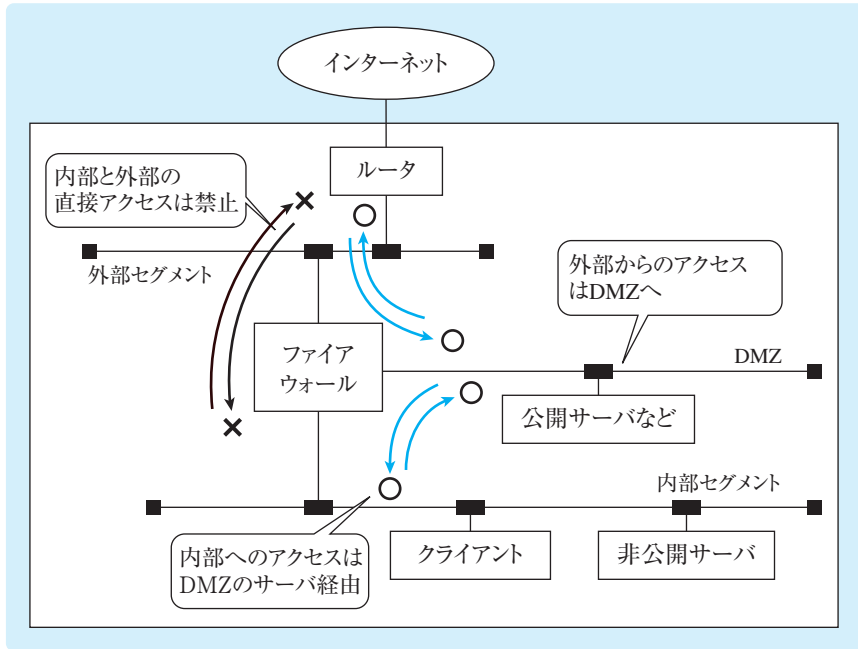 インターネット
ルータ
内部と外部の
直接アクセスは禁止
外部セグメント
外部からのアクセス
はDMZへ
ファイア
ウォール
DMZ
公開サーバなど
内部セグメント
内部へのアクセスは
DMZのサーバ経由
クライアント
非公開サーバ